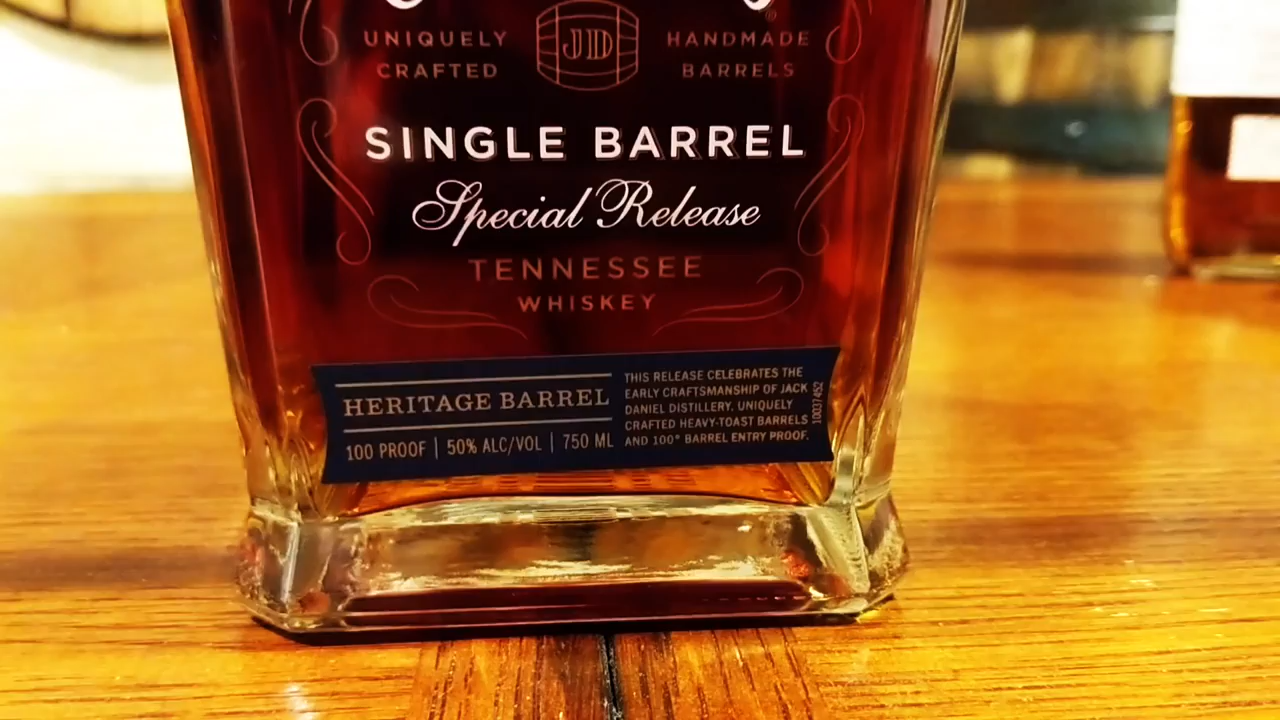 UNIQUELY
CRAFTED
JD
HANDMADE
BARRELS
SINGLE BARREL
Special Release
TENNESSEE
WHISKEY
HERITAGE BARREL
100 PROOF | 50% ALC/VOL | 750 ML
THIS RELEASE CELEBRATES THE
EARLY CRAFTSMANSHIP OF JACK
DANIEL DISTILLERY. UNIQUELY
CRAFTED HEAVY-TOAST BARRELS
AND 100° BARREL ENTRY PROOF.
10037452